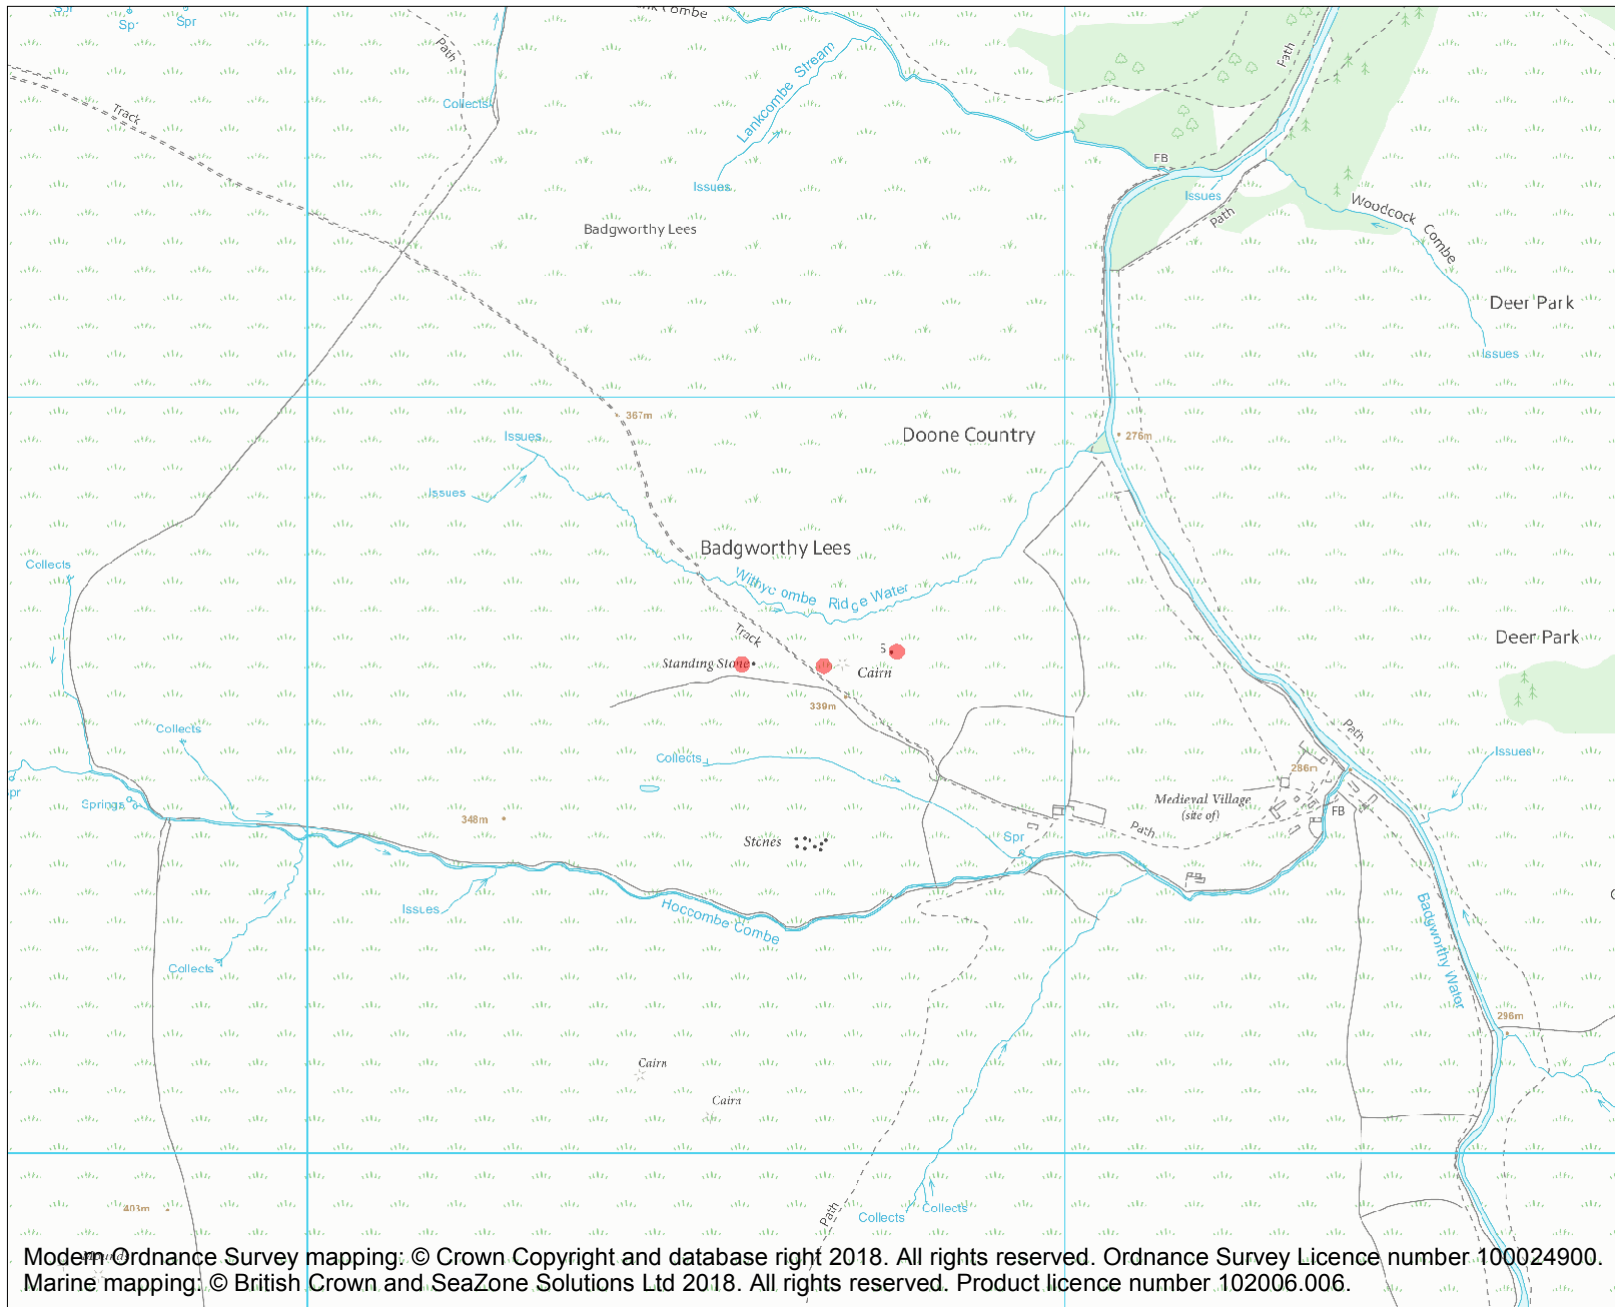 Spr
Spr
Path
Collects
Track
Lankcombe Stream
Issues
Badgworthy Lees
Path
FB
Issues
Path
Woodcock Combe
Deer Park
Issues
367m
Doone Country
276m
Issues
Issues
Collects
Badgworthy Lees
Withycombe Ridge Water
Track
Standing Stone
Cairn
339m
Deer Park
Collects
Collects
Springs
348m
Stones
Spr
Path
Medieval Village
(site of)
286m
FB
Path
Issues
Issues
Hoccombe Combe
Collects
Badgworthy Water
296m
Cairn
Cairn
Path
Collects
Collects
403m
Mounds
Modern Ordnance Survey mapping: © Crown Copyright and database right 2018. All rights reserved. Ordnance Survey Licence number 100024900.
Marine mapping: © British Crown and SeaZone Solutions Ltd 2018. All rights reserved. Product licence number 102006.006.